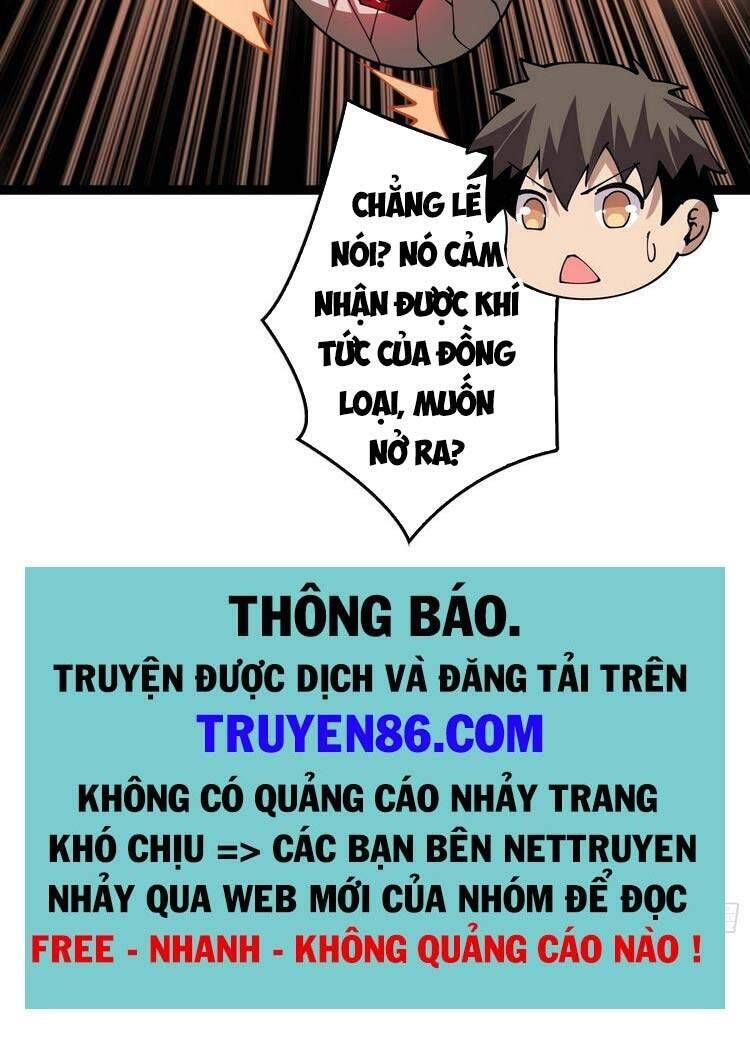 CHẲNG LẼ
NÓI? NÓ CẢM
NHẬN ĐƯỢC KHÍ
TỨC CỦA ĐỒNG
LOẠI, MUỐN
NỞ RA?
THÔNG BÁO.
TRUYỆN ĐƯỢC DỊCH VÀ ĐĂNG TẢI TRÊN
TRUYEN86.COM
KHÔNG CÓ QUẢNG CÁO NHẢY TRANG
KHÓ CHỊU => CÁC BẠN BÊN NETTRUYEN
NHẢY QUA WEB MỚI CỦA NHÓM ĐỂ ĐỌC
FREE - NHANH - KHÔNG QUẢNG CÁO NÀO !